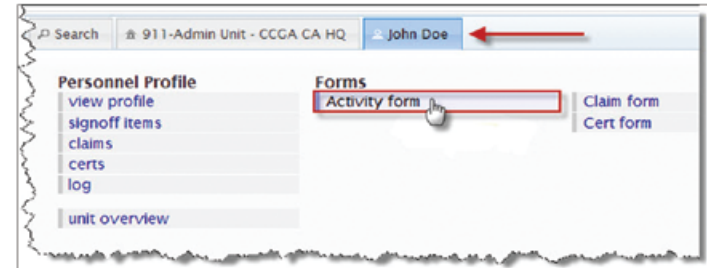 Search 911-Admin Unit - CCGA CA HQ John Doe
Personnel Profile
view profile
signoff items
claims
certs
log
unit overview
Forms
Activity form
Claim form
Cert form